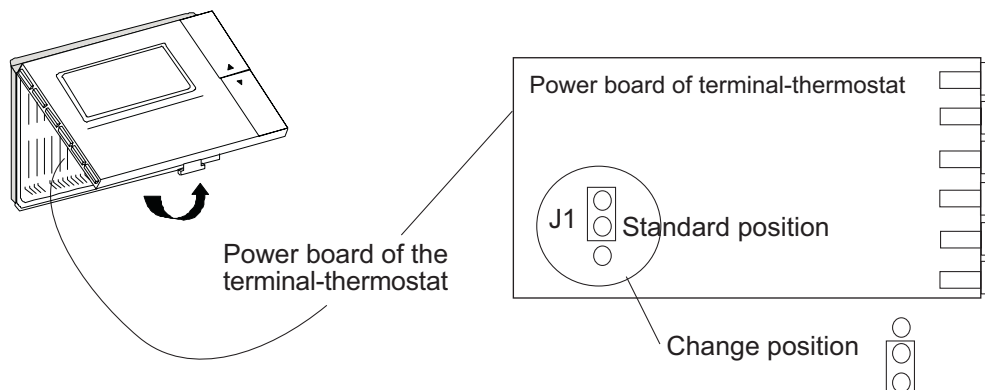 Power board of terminal-thermostat
J1
Standard position
Power board of the
terminal-thermostat
Change position